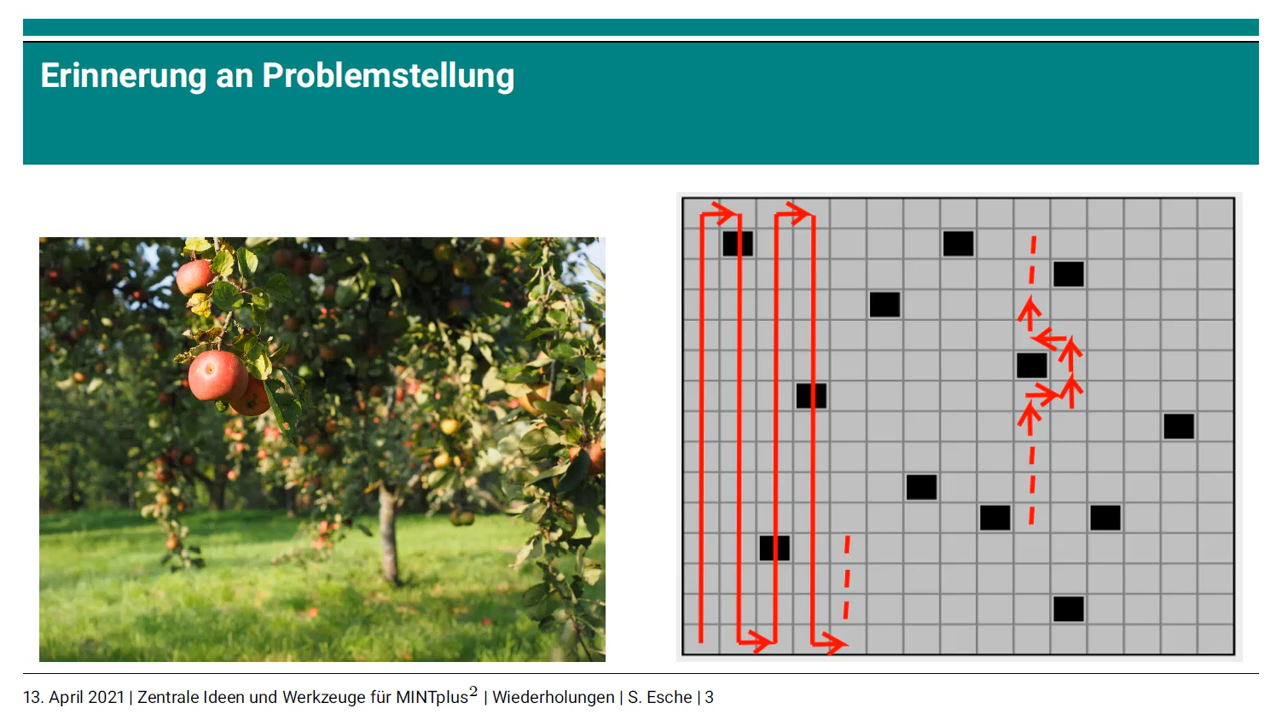 Erinnerung an Problemstellung
13. April 2021 | Zentrale Ideen und Werkzeuge für MINTplus² | Wiederholungen | S. Esche | 3